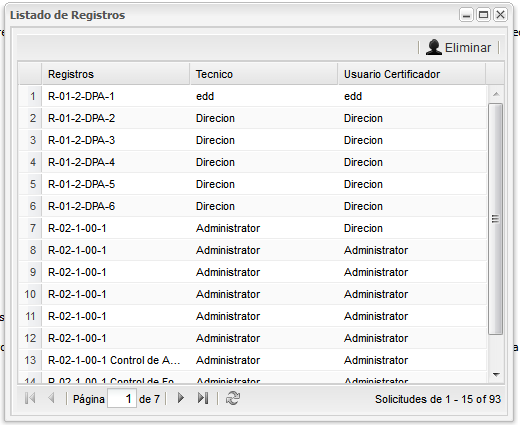 Listado de Registros
Eliminar
Registros Tecnico Usuario Certificador
1 R-01-2-DPA-1 edd edd
2 R-01-2-DPA-2 Direcion Direcion
3 R-01-2-DPA-3 Direcion Direcion
4 R-01-2-DPA-4 Direcion Direcion
5 R-01-2-DPA-5 Direcion Direcion
6 R-01-2-DPA-6 Direcion Direcion
7 R-02-1-00-1 Administrator Direcion
8 R-02-1-00-1 Administrator Administrator
9 R-02-1-00-1 Administrator Administrator
10 R-02-1-00-1 Administrator Administrator
11 R-02-1-00-1 Administrator Administrator
12 R-02-1-00-1 Administrator Administrator
13 R-02-1-00-1 Control de A... Administrator Administrator
14 R-02-1-00-1 Control de Fo... Administrator Administrator
Página 1 de 7 Solicitudes de 1 - 15 of 93